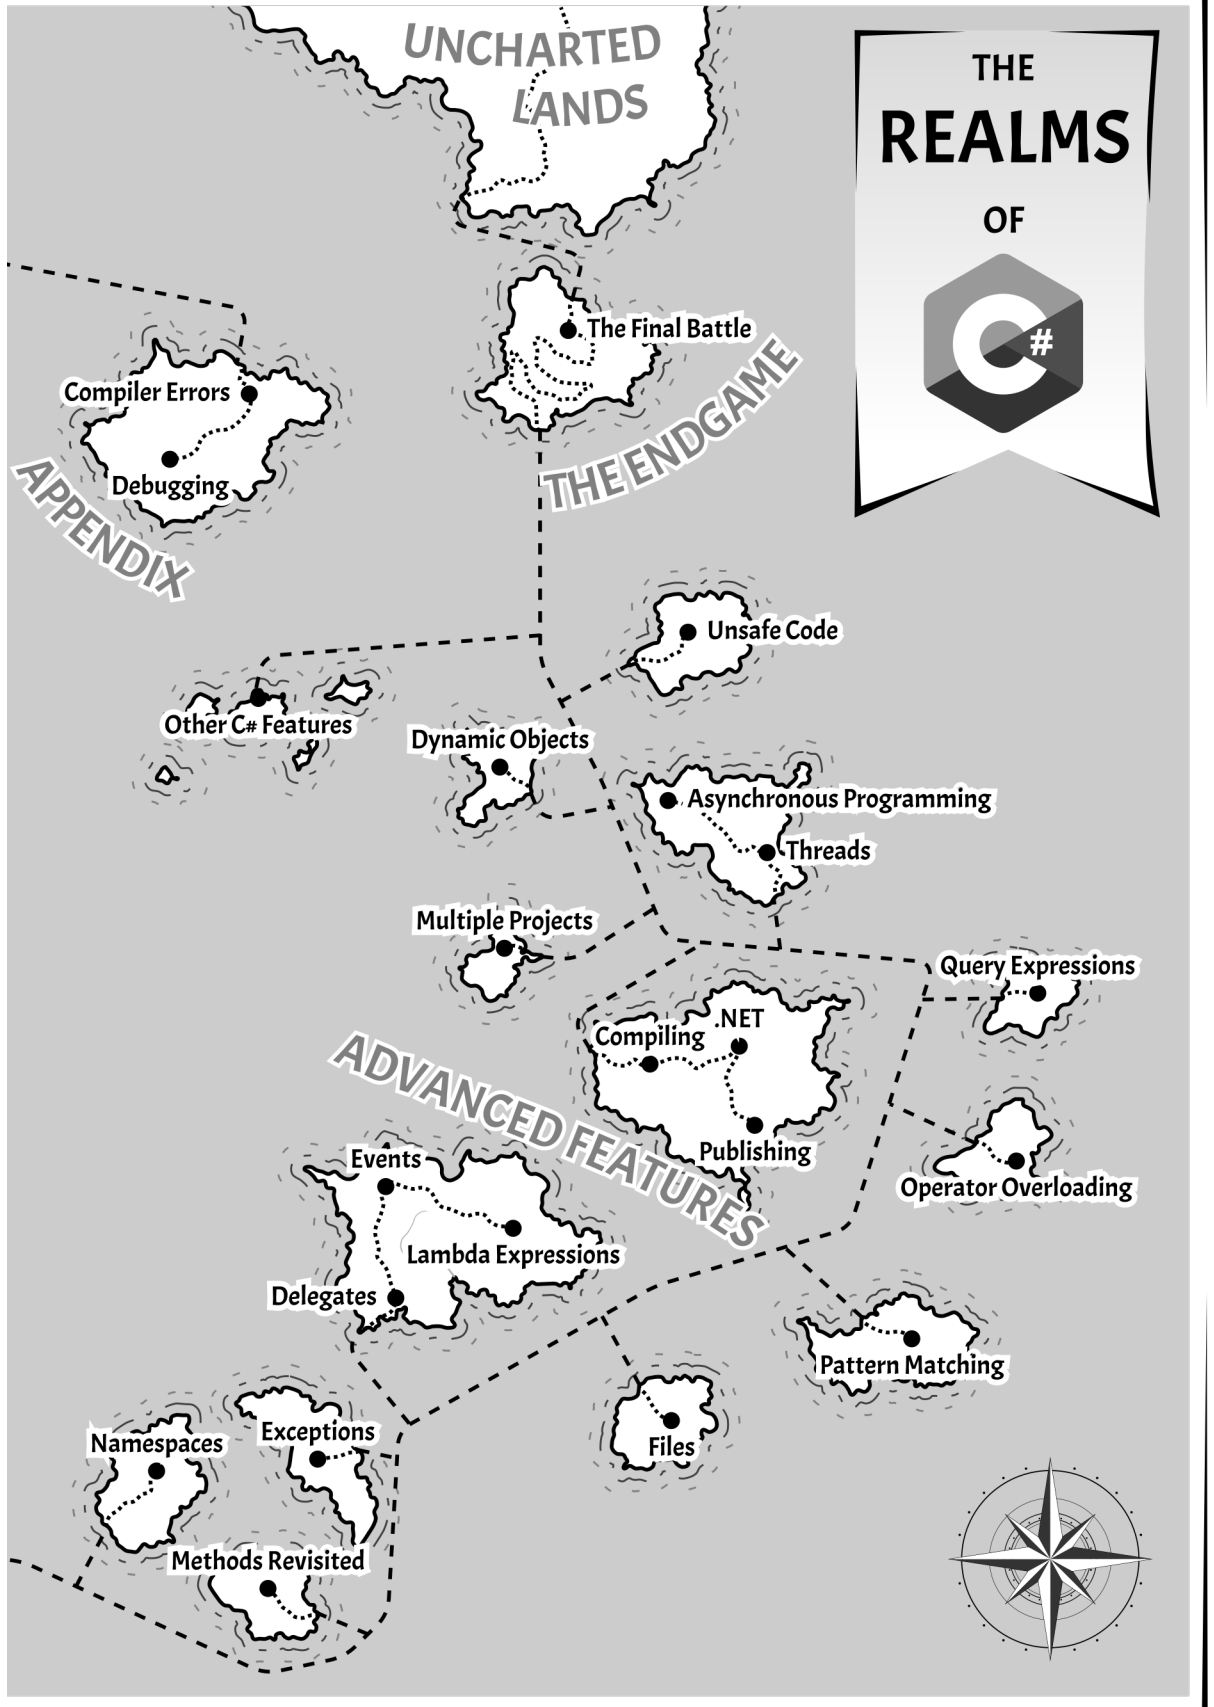 UNCHARTED
LANDS
THE
REALMS
OF
C#
The Final Battle
THE ENDGAME
Compiler Errors
Debugging
APPENDIX
Unsafe Code
Other C# Features
Dynamic Objects
Asynchronous Programming
Threads
Multiple Projects
Query Expressions
.NET
Compiling
Publishing
ADVANCED FEATURES
Operator Overloading
Events
Lambda Expressions
Delegates
Pattern Matching
Files
Exceptions
Namespaces
Methods Revisited